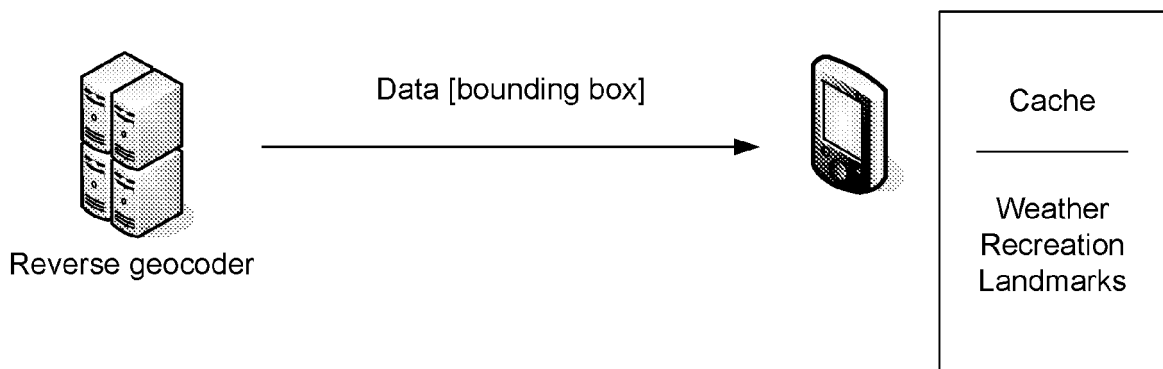 Data [bounding box]
Reverse geocoder
Cache
Weather
Recreation
Landmarks